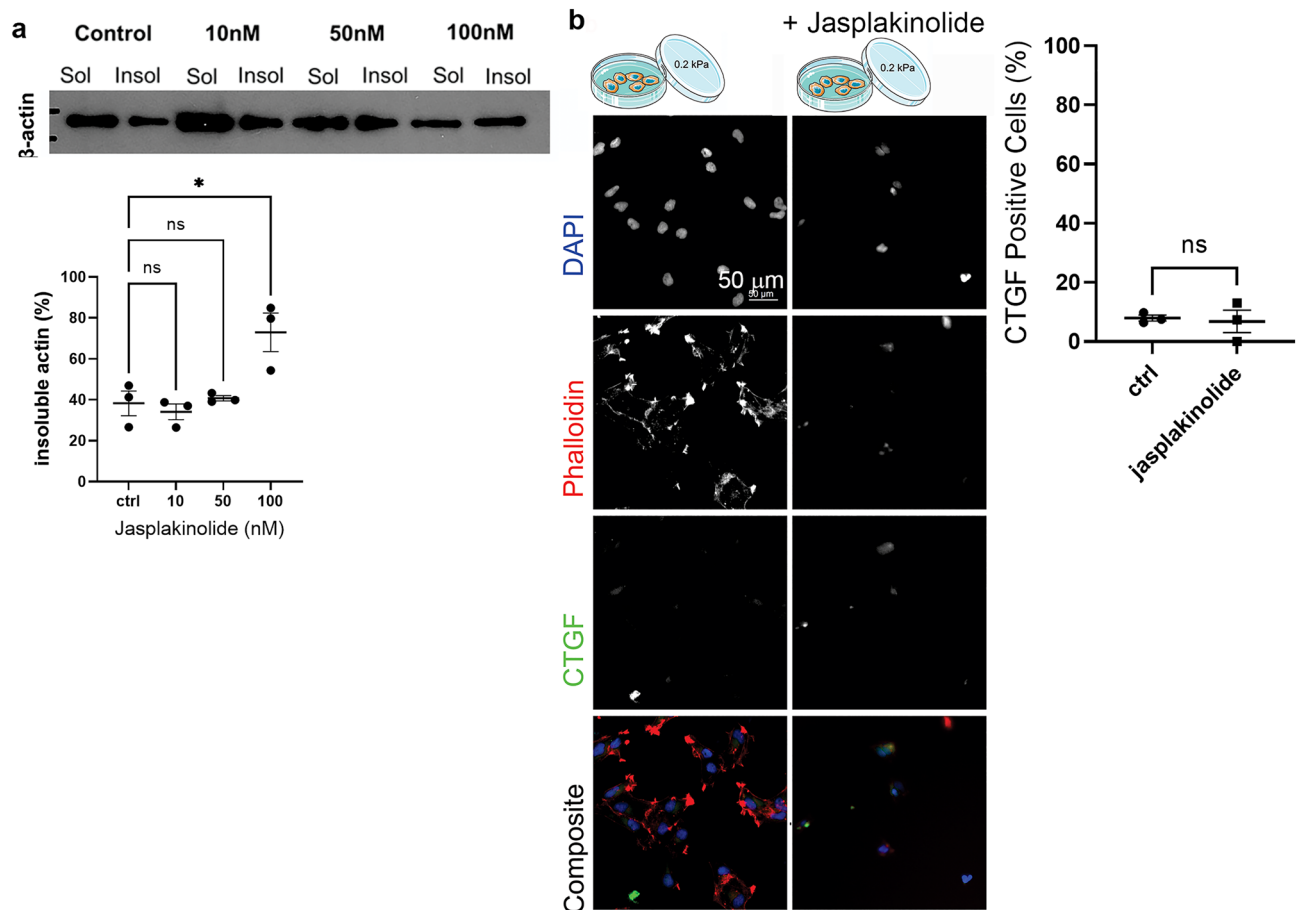 a
Control 10nM 50nM 100nM
Sol Insol Sol Insol Sol Insol Sol Insol
β-actin
*
ns
ns
insoluble actin (%)
100
80
60
40
20
0
ctrl 10 50 100
Jasplakinolide (nM)
b
+ Jasplakinolide
0.2 kPa
0.2 kPa
DAPI
50 μm
50 μm
Phalloidin
CTGF
Composite
CTGF Positive Cells (%)
100
80
60
40
20
0
ns
ctrl
jasplakinolide